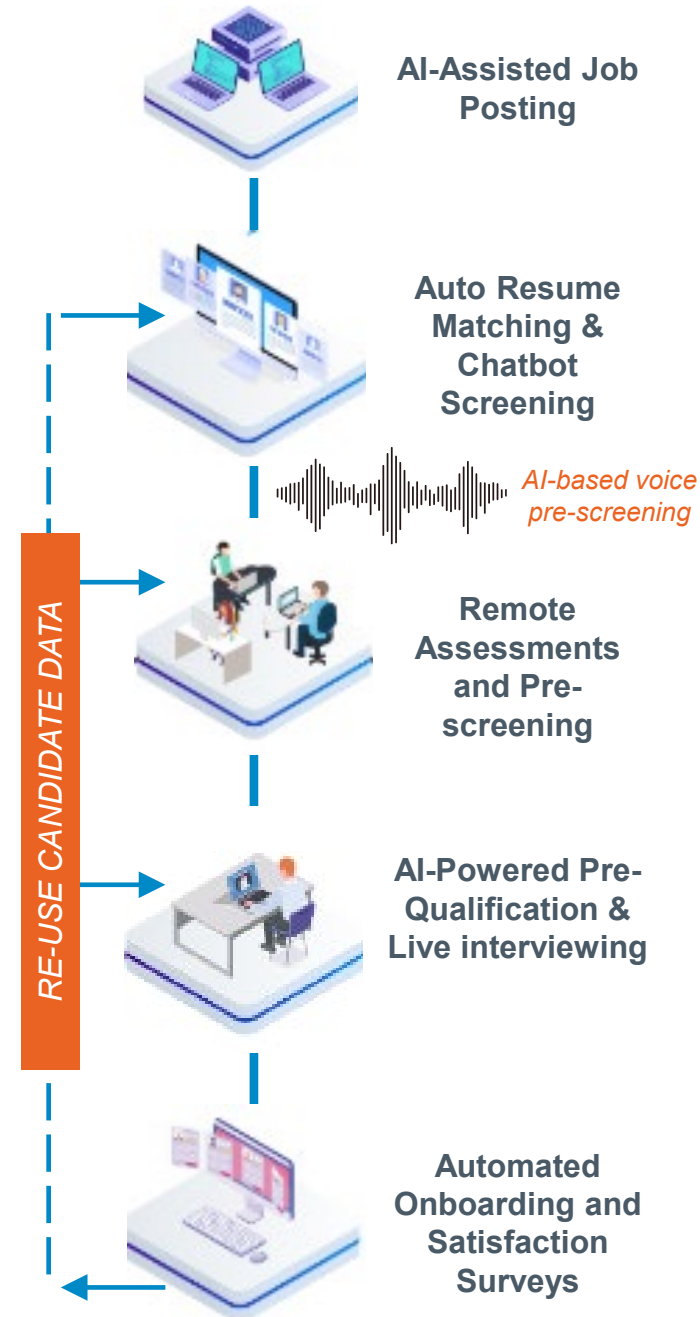 AI-Assisted Job
Posting
Auto Resume
Matching &
Chatbot
Screening
AI-based voice
pre-screening
RE-USE CANDIDATE DATA
Remote
Assessments
and Pre-
screening
AI-Powered Pre-
Qualification &
Live interviewing
Automated
Onboarding and
Satisfaction
Surveys